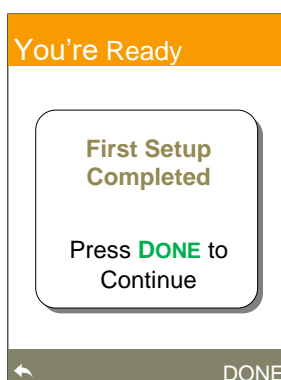 You're Ready
First Setup
Completed
Press DONE to
Continue
DONE